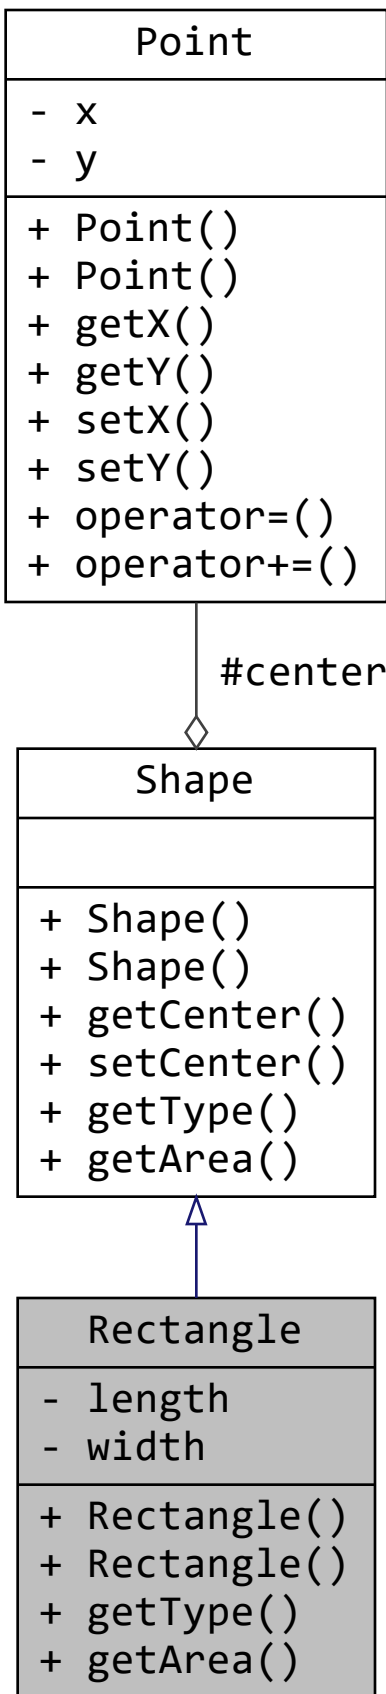 Point
- x
- y
+ Point()
+ Point()
+ getX()
+ getY()
+ setX()
+ setY()
+ operator=()
+ operator+=()
#center
Shape
+ Shape()
+ Shape()
+ getCenter()
+ setCenter()
+ getType()
+ getArea()
Rectangle
- length
- width
+ Rectangle()
+ Rectangle()
+ getType()
+ getArea()